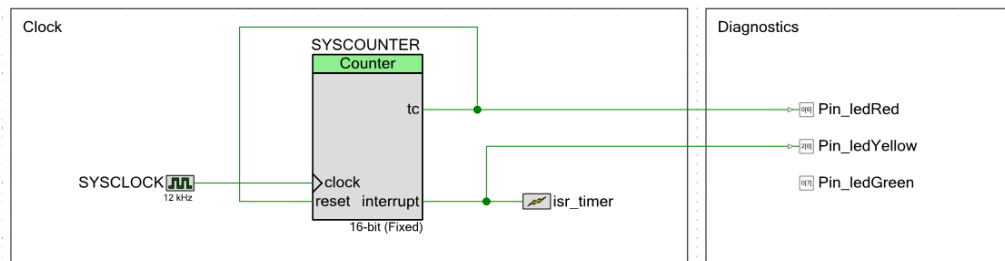 Clock
SYSCOUNTER
Counter
tc
SYSCLOCK
12 kHz
clock
reset
interrupt
isr_timer
16-bit (Fixed)
Diagnostics
Pin_ledRed
Pin_ledYellow
Pin_ledGreen